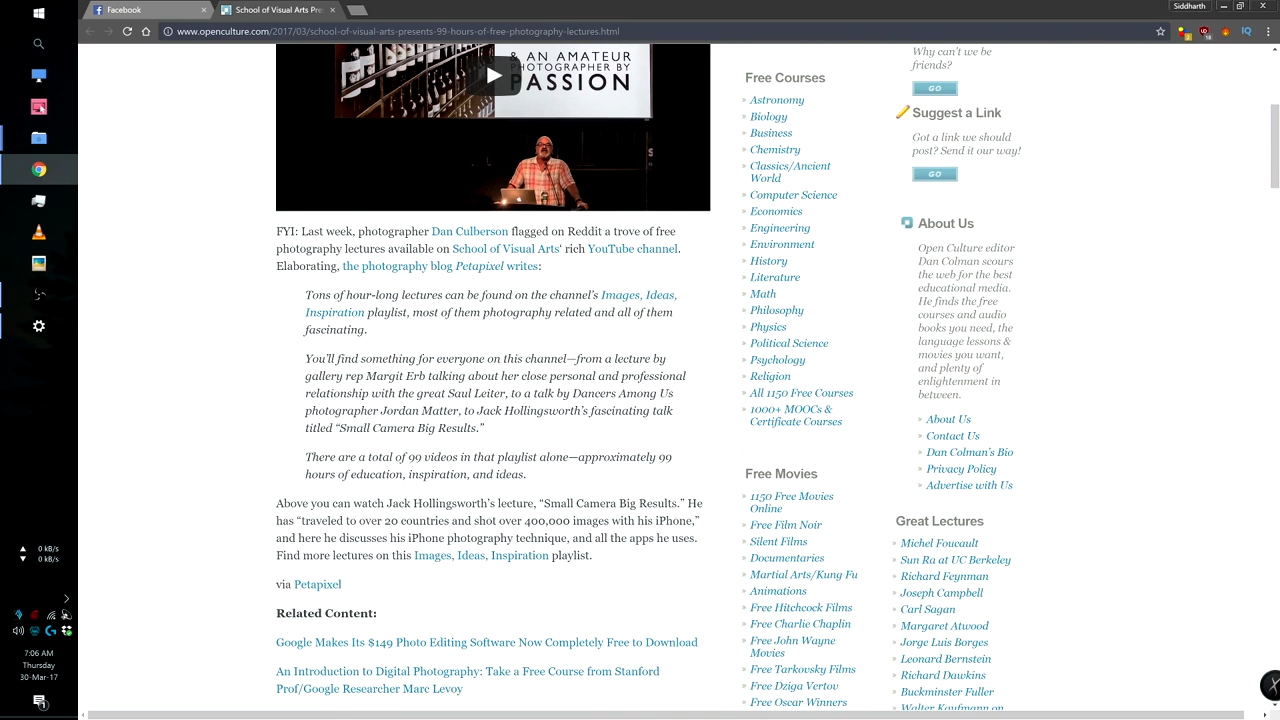 Facebook
School of Visual Arts Pres
Siddharth
www.openculture.com/2017/03/school-of-visual-arts-presents-99-hours-of-free-photography-lectures.html
& AN AMATEUR
PHOTOGRAPHER BY
PASSION
FYI: Last week, photographer Dan Culberson flagged on Reddit a trove of free
photography lectures available on School of Visual Arts' rich YouTube channel.
Elaborating, the photography blog Petapixel writes:
Tons of hour-long lectures can be found on the channel's Images, Ideas,
Inspiration playlist, most of them photography related and all of them
fascinating.
You'll find something for everyone on this channel—from a lecture by
gallery rep Margit Erb talking about her close personal and professional
relationship with the great Saul Leiter, to a talk by Dancers Among Us
photographer Jordan Matter, to Jack Hollingsworth's fascinating talk
titled "Small Camera Big Results."
There are a total of 99 videos in that playlist alone—approximately 99
hours of education, inspiration, and ideas.
Above you can watch Jack Hollingsworth's lecture, "Small Camera Big Results." He
has "traveled to over 20 countries and shot over 400,000 images with his iPhone,"
and here he discusses his iPhone photography technique, and all the apps he uses.
Find more lectures on this Images, Ideas, Inspiration playlist.
via Petapixel
Related Content:
Google Makes Its $149 Photo Editing Software Now Completely Free to Download
An Introduction to Digital Photography: Take a Free Course from Stanford
Prof/Google Researcher Marc Levoy
Free Courses
Astronomy
Biology
Business
Chemistry
Classics/Ancient
World
Computer Science
Economics
Engineering
Environment
History
Literature
Math
Philosophy
Physics
Political Science
Psychology
Religion
All 1150 Free Courses
1000+ MOOCs &
Certificate Courses
Free Movies
1150 Free Movies
Online
Free Film Noir
Silent Films
Documentaries
Martial Arts/Kung Fu
Animations
Free Hitchcock Films
Free Charlie Chaplin
Free John Wayne
Movies
Free Tarkovsky Films
Free Dziga Vertov
Free Oscar Winners
Why can't we be
friends?
GO
Suggest a Link
Got a link we should
post? Send it our way!
GO
About Us
Open Culture editor
Dan Colman scours
the web for the best
educational media.
He finds the free
courses and audio
books you need, the
language lessons &
movies you want,
and plenty of
enlightenment in
between.
About Us
Contact Us
Dan Colman's Bio
Privacy Policy
Advertise with Us
Great Lectures
Michel Foucault
Sun Ra at UC Berkeley
Richard Feynman
Joseph Campbell
Carl Sagan
Margaret Atwood
Jorge Luis Borges
Leonard Bernstein
Richard Dawkins
Buckminster Fuller
Walter Kaufmann on
0 kB/s
0 kB/s
7:06 AM
Thursday
30-Mar-17